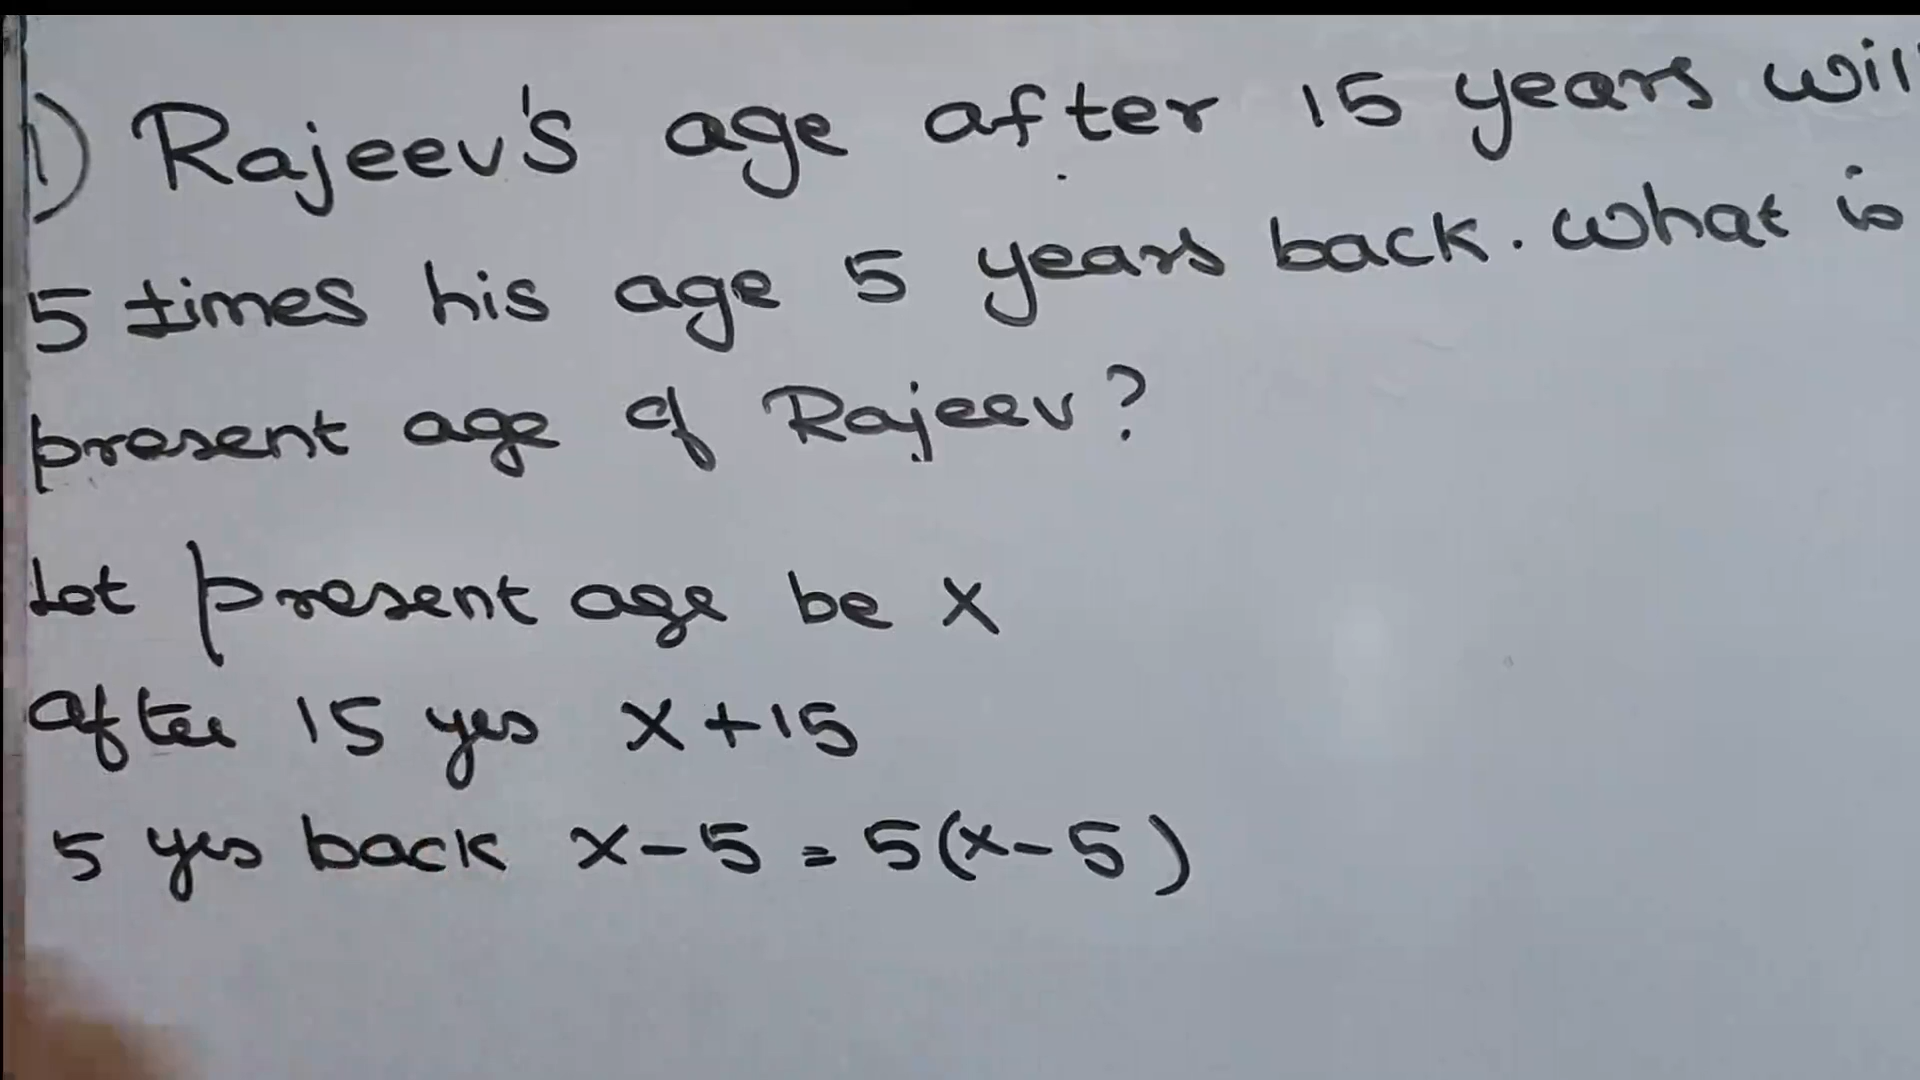 1) Rajeev's age after 15 years wil
5 times his age 5 years back. What is
present age of Rajeev?
Let present age be x
after 15 yrs x+15
5 yrs back x-5 = 5(x-5)